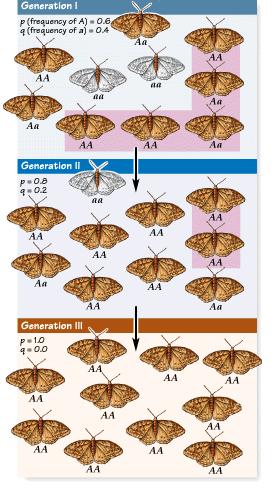 Generation I
p (frequency of A) = 0.6
q (frequency of a) = 0.4
Aa
AA
AA
aa
aa
Aa
Aa
AA
AA
Aa
Generation II
p = 0.8
q = 0.2
aa
AA
AA
AA
Aa
AA
Aa
AA
Aa
Generation III
p = 1.0
q = 0.0
AA
AA
AA
AA
AA
AA
AA
AA
AA
AA